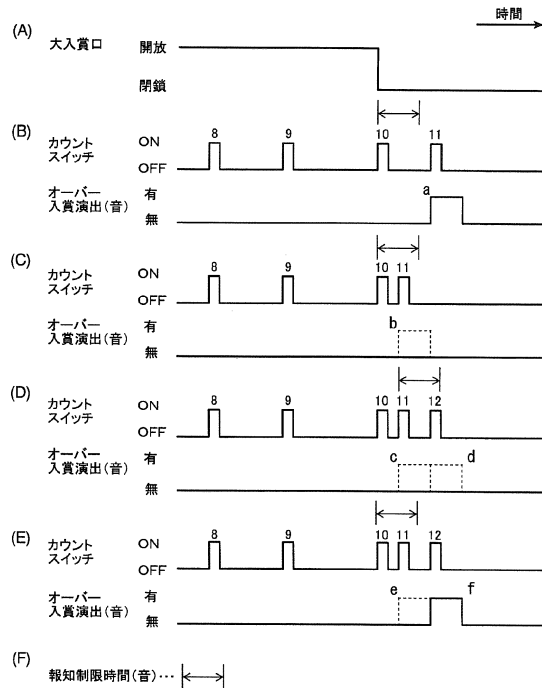 時間
(A)
大入賞口
開放
閉鎖
(B)
カウント
スイッチ
ON
OFF
8 9 10 11
オーバー
入賞演出(音)
有
無
a
(C)
カウント
スイッチ
ON
OFF
8 9 10 11
オーバー
入賞演出(音)
有
無
b
(D)
カウント
スイッチ
ON
OFF
8 9 10 11 12
オーバー
入賞演出(音)
有
無
c d
(E)
カウント
スイッチ
ON
OFF
8 9 10 11 12
オーバー
入賞演出(音)
有
無
e f
(F)
報知制限時間(音)…